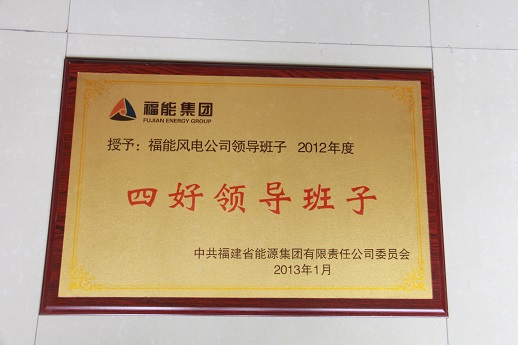 福能集团
FUJIAN ENERGY GROUP
授予：福能风电公司领导班子 2012年度
四好领导班子
中共福建省能源集团有限责任公司委员会
2013年1月